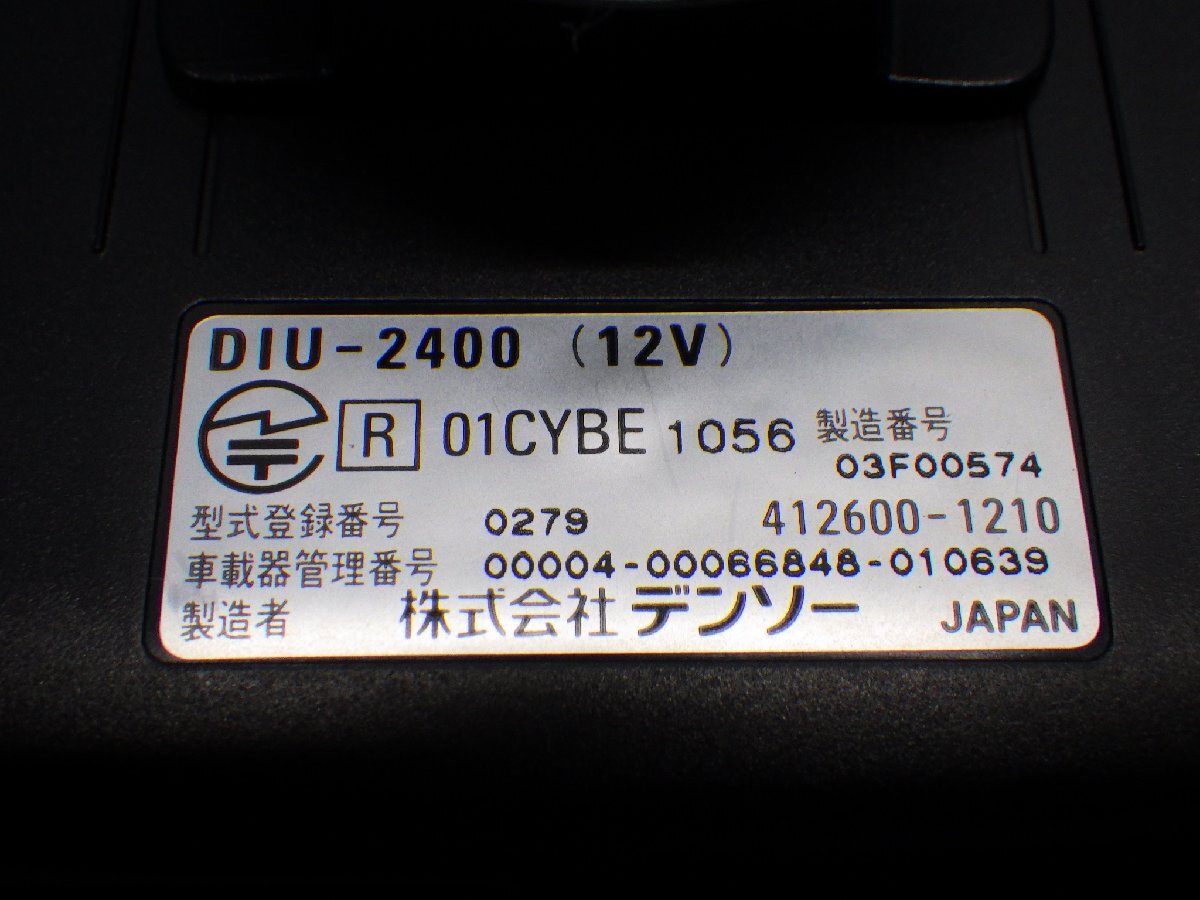 DIU-2400 (12V)
R 01CYBE 1056 製造番号
03F00574
型式登録番号 0279 412600-1210
車載器管理番号 00004-00066848-010639
製造者 株式会社デンソー JAPAN